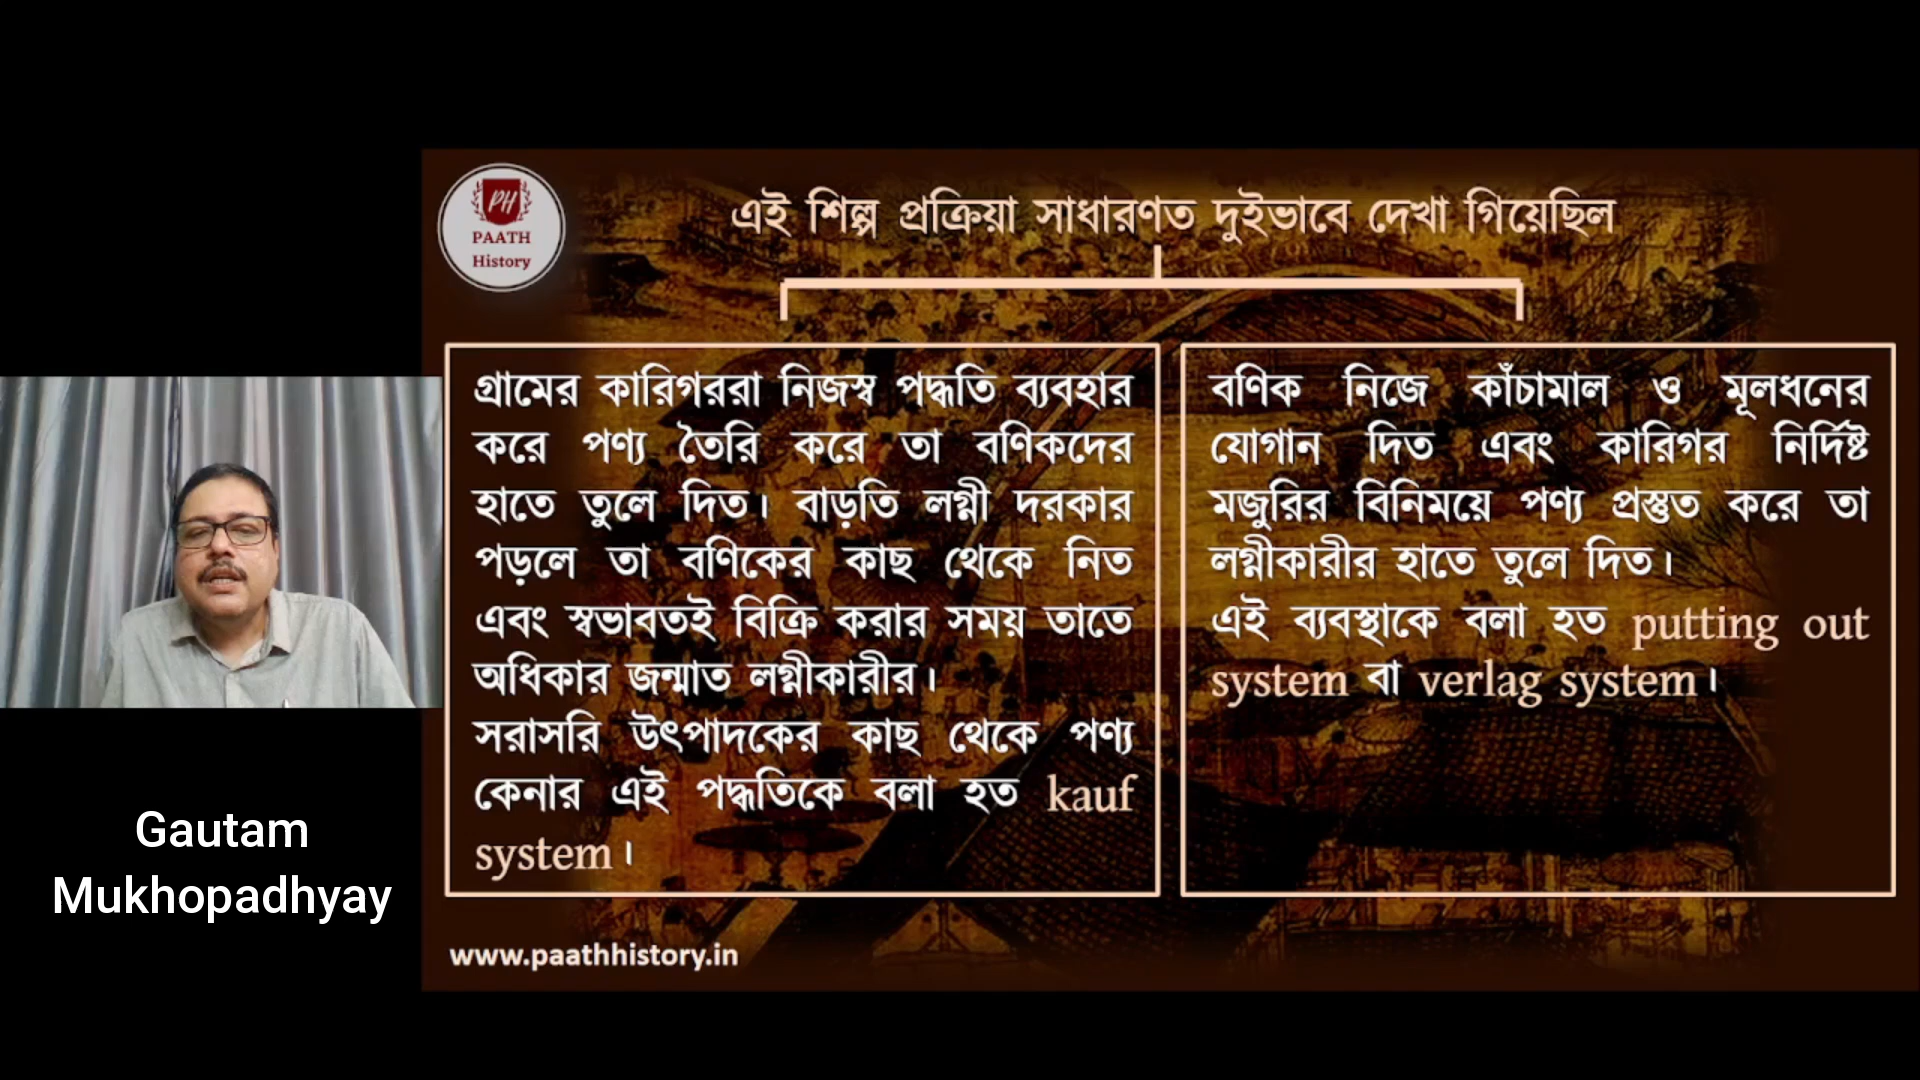 PH
PAATH
History
এই শিল্প প্রক্রিয়া সাধারণত দুইভাবে দেখা গিয়েছিল
গ্রামের কারিগররা নিজস্ব পদ্ধতি ব্যবহার
করে পণ্য তৈরি করে তা বণিকদের
হাতে তুলে দিত। বাড়তি লগ্নী দরকার
পড়লে তা বণিকের কাছ থেকে নিত
এবং স্বভাবতই বিক্রি করার সময় তাতে
অধিকার জন্মাত লগ্নীকারীর।
সরাসরি উৎপাদকের কাছ থেকে পণ্য
কেনার এই পদ্ধতিকে বলা হত kauf
system।
বণিক নিজে কাঁচামাল ও মূলধনের
যোগান দিত এবং কারিগর নির্দিষ্ট
মজুরির বিনিময়ে পণ্য প্রস্তুত করে তা
লগ্নীকারীর হাতে তুলে দিত।
এই ব্যবস্থাকে বলা হত putting out
system বা verlag system।
Gautam
Mukhopadhyay
www.paathhistory.in